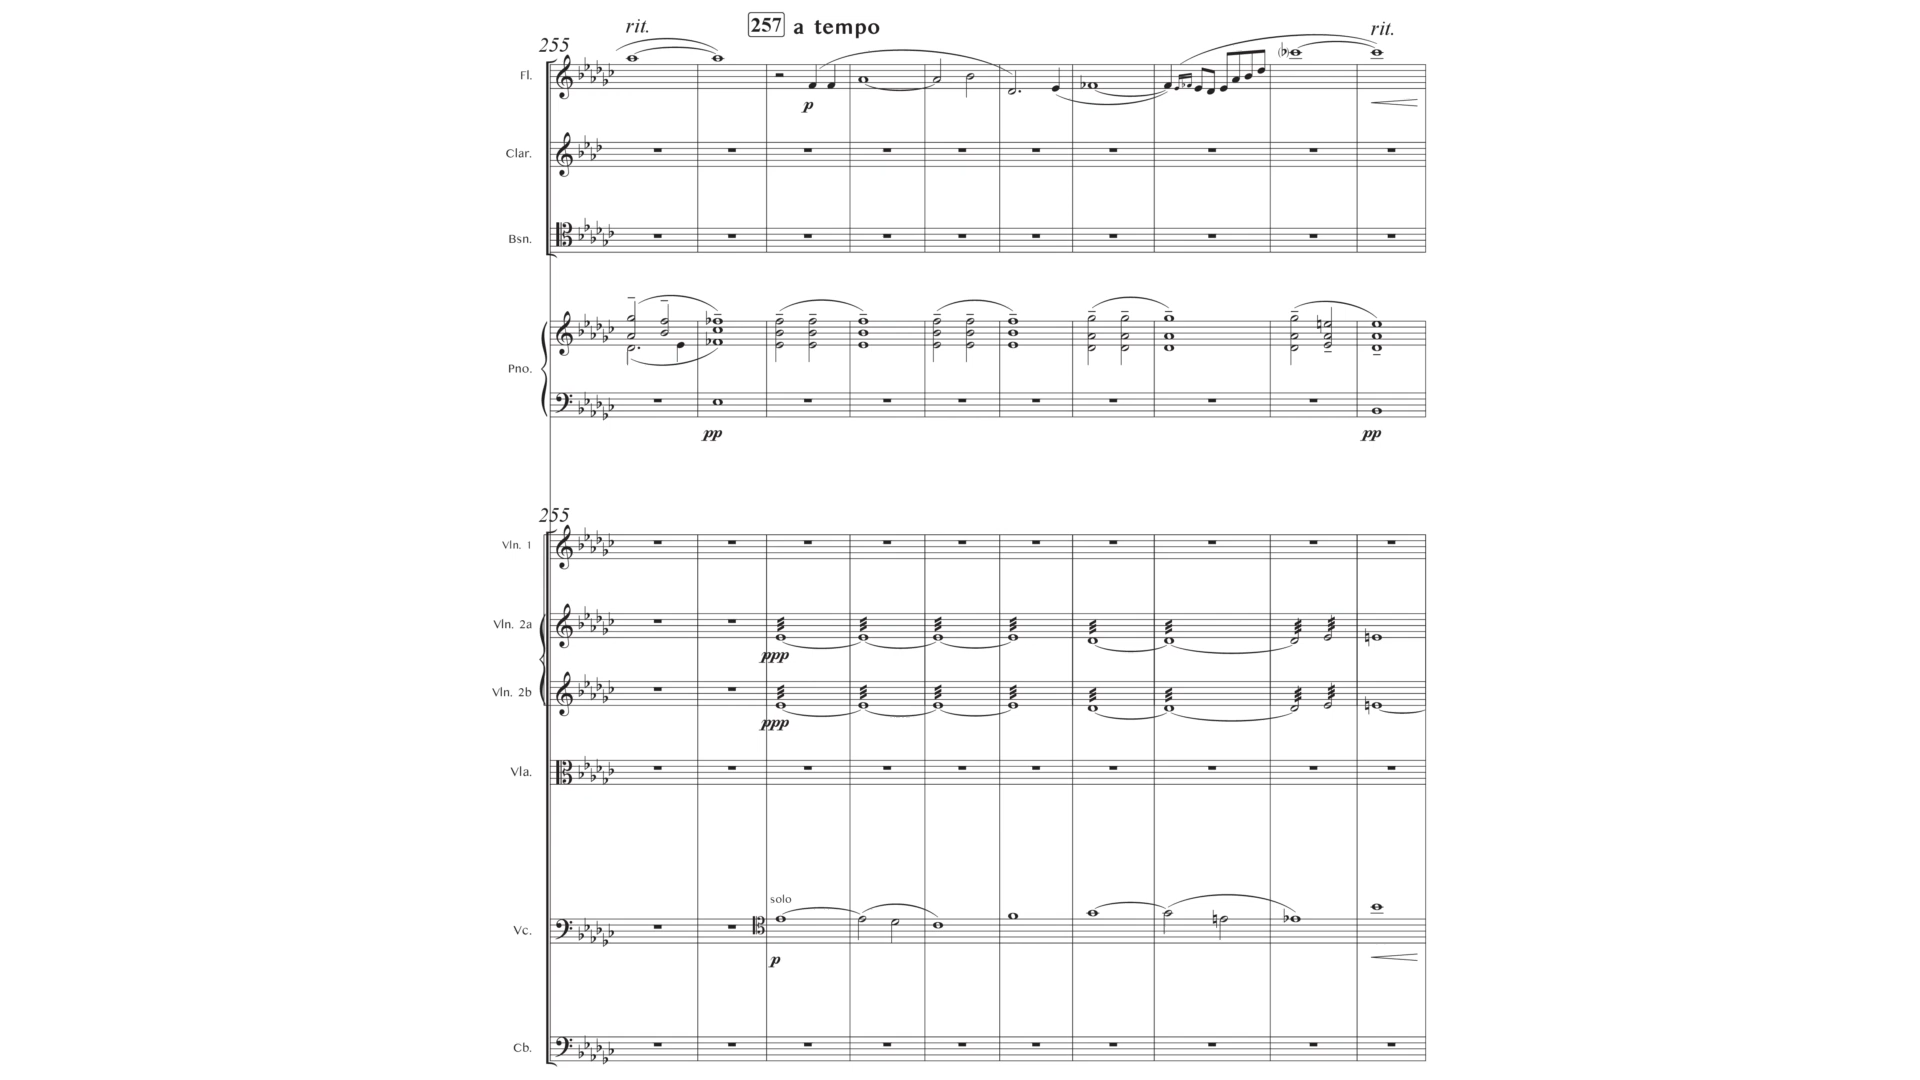 rit.
257 a tempo
rit.
255
Fl.
p
Clar.
Bsn.
Pno.
pp
pp
255
Vln. 1
Vln. 2a
ppp
Vln. 2b
ppp
Vla.
solo
Vc.
p
Cb.